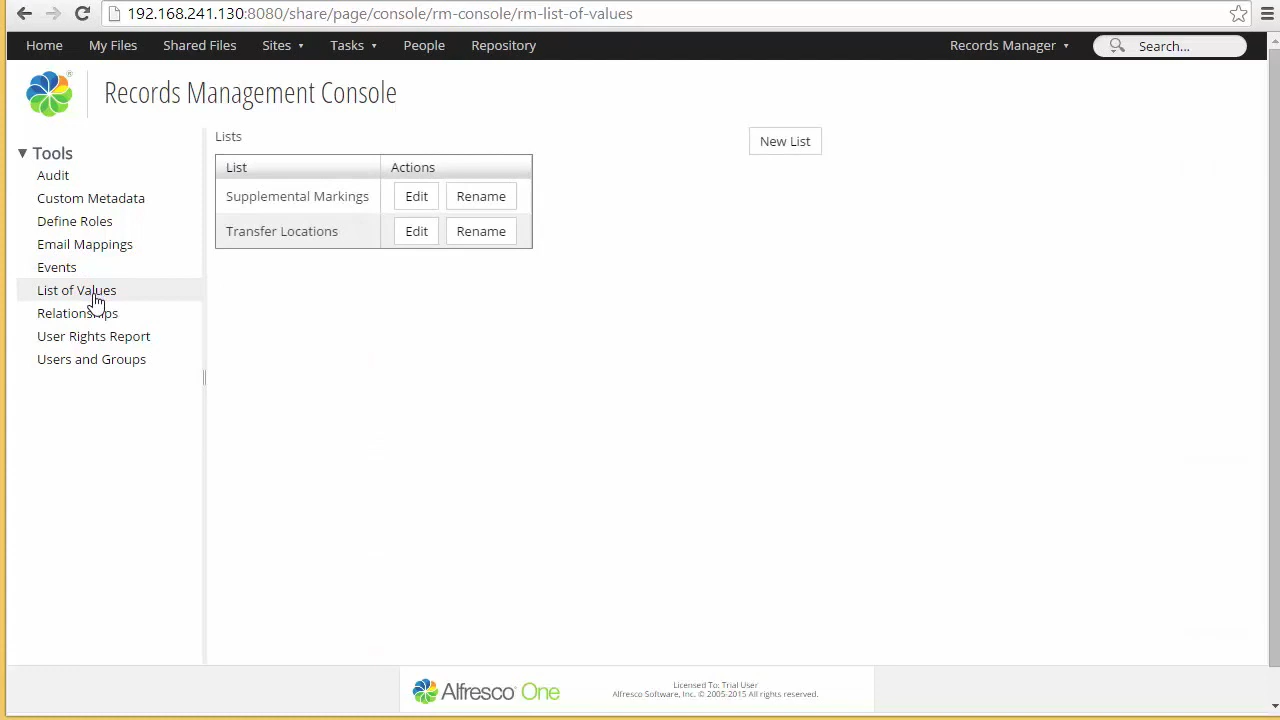 192.168.241.130:8080/share/page/console/rm-console/rm-list-of-values
Home My Files Shared Files Sites Tasks People Repository Records Manager Search...
Records Management Console
Tools
Audit
Custom Metadata
Define Roles
Email Mappings
Events
List of Values
Relationships
User Rights Report
Users and Groups
Lists
New List
List Actions
Supplemental Markings Edit Rename
Transfer Locations Edit Rename
Alfresco One
Licensed To: Trial User
Alfresco Software, Inc. © 2005-2015 All rights reserved.